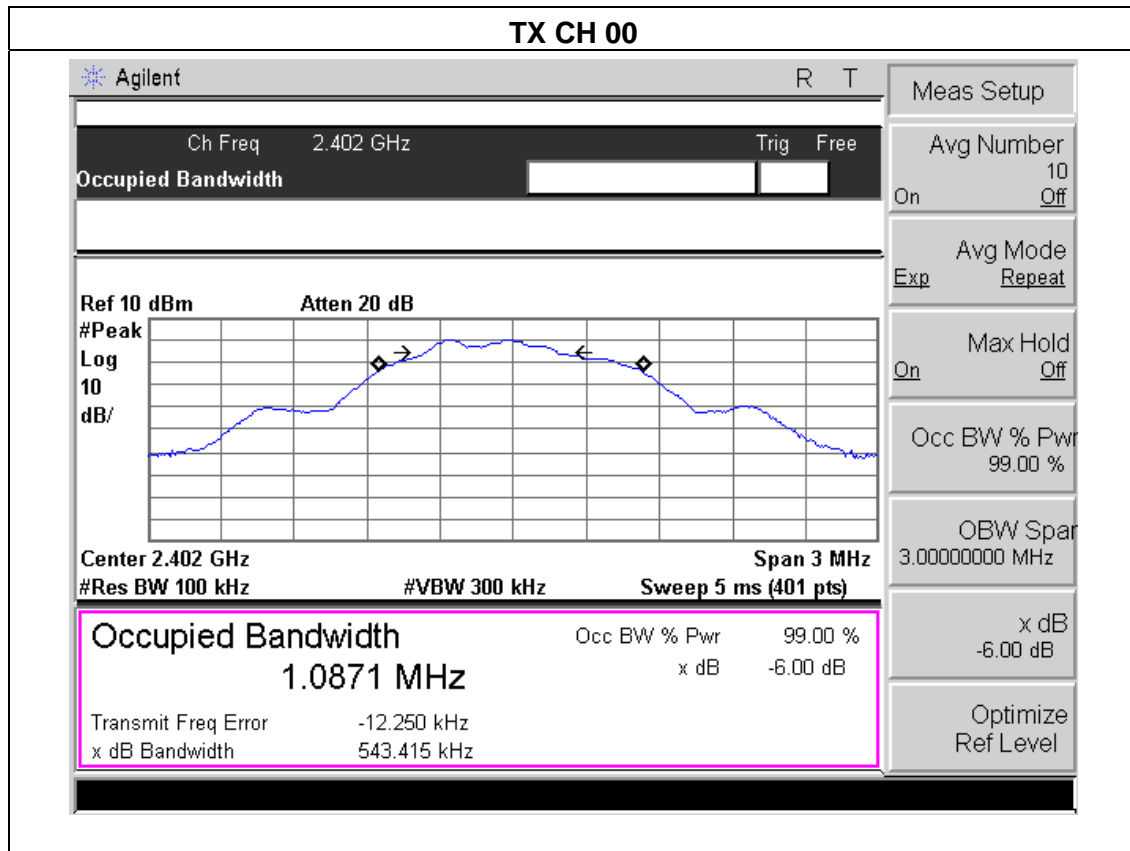 TX CH 00
Agilent R T
Meas Setup
Ch Freq 2.402 GHz Trig Free
Occupied Bandwidth
Avg Number
10
On Off
Avg Mode
Exp Repeat
Ref 10 dBm Atten 20 dB
#Peak
Log
10
dB/
Max Hold
On Off
Occ BW % Pwr
99.00 %
OBW Span
3.00000000 MHz
Center 2.402 GHz Span 3 MHz
#Res BW 100 kHz #VBW 300 kHz Sweep 5 ms (401 pts)
Occupied Bandwidth Occ BW % Pwr 99.00 %
1.0871 MHz x dB -6.00 dB
Transmit Freq Error -12.250 kHz
x dB Bandwidth 543.415 kHz
x dB
-6.00 dB
Optimize
Ref Level